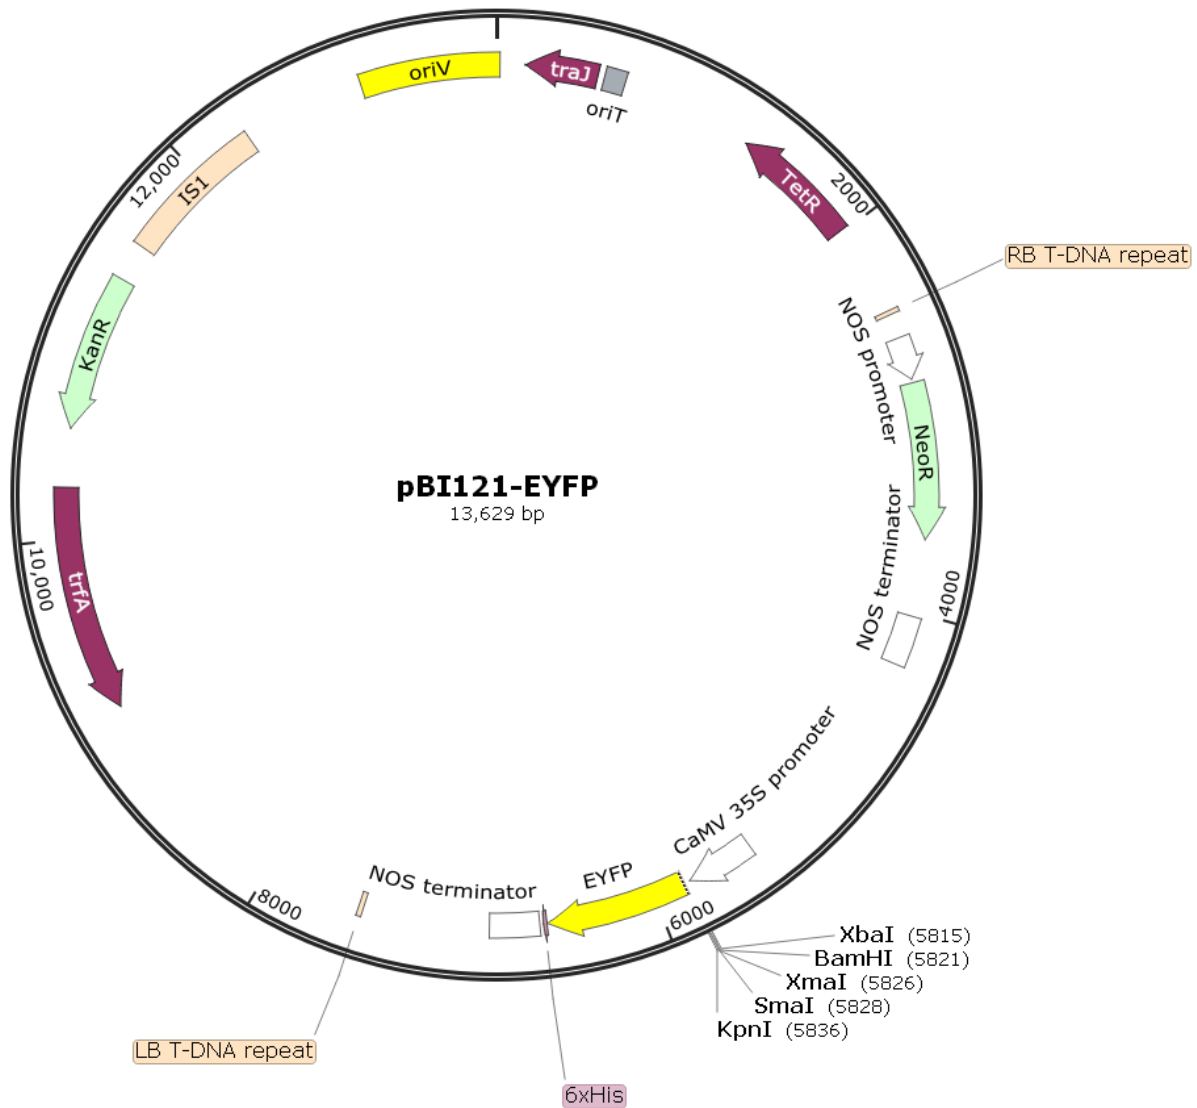 oriV
traJ
oriT
TetR
2000
RB T-DNA repeat
NOS promoter
NeoR
NOS terminator
4000
CaMV 35S promoter
XbaI (5815)
BamHI (5821)
XmaI (5826)
SmaI (5828)
KpnI (5836)
6000
EYFP
6xHis
NOS terminator
LB T-DNA repeat
8000
trfA
10,000
KanR
IS1
12,000
pBI121-EYFP
13,629 bp